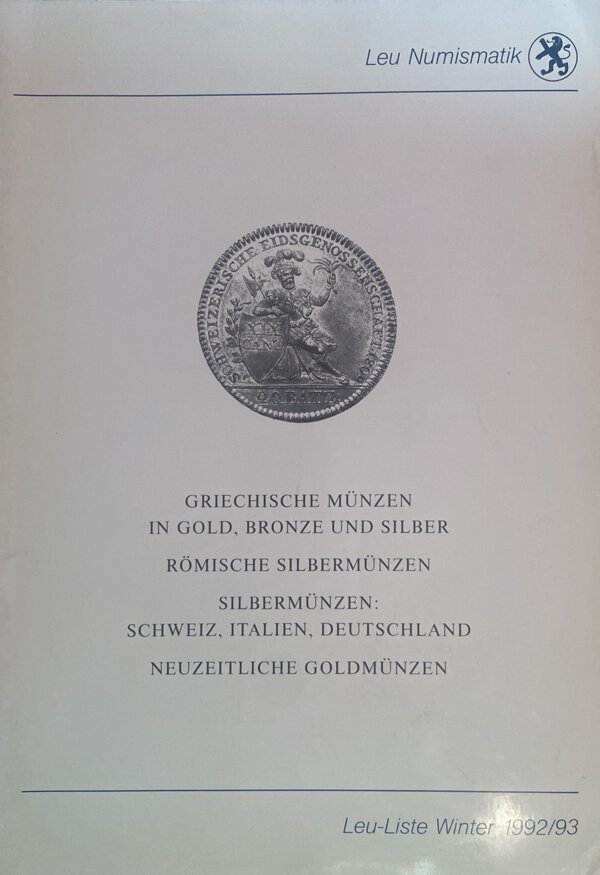 Leu Numismatik
SCHWEIZERISCHE EIDSGENOSSENSCHAFT
XIX
CAN.
20.BATZ.
GRIECHISCHE MÜNZEN
IN GOLD, BRONZE UND SILBER
RÖMISCHE SILBERMÜNZEN
SILBERMÜNZEN:
SCHWEIZ, ITALIEN, DEUTSCHLAND
NEUZEITLICHE GOLDMÜNZEN
Leu-Liste Winter 1992/93